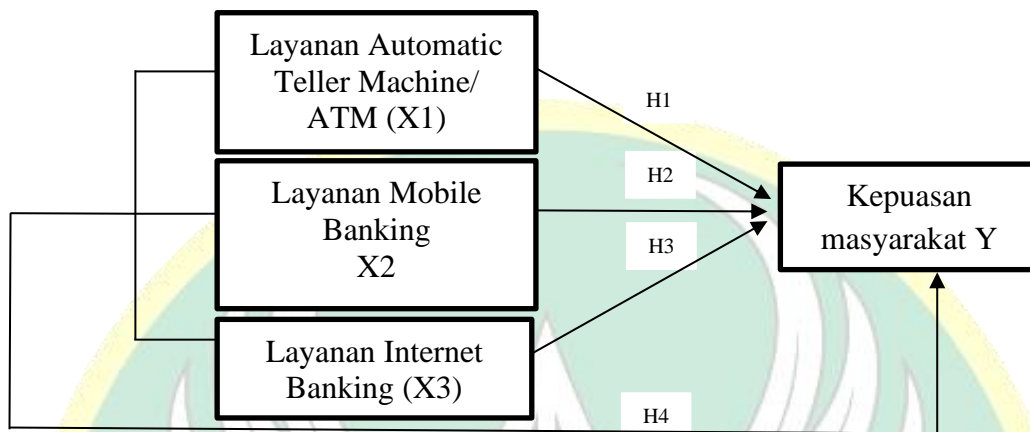 Layanan Automatic
Teller Machine/
ATM (X1)
H1
H2
Layanan Mobile
Banking
X2
Kepuasan
masyarakat Y
H3
Layanan Internet
Banking (X3)
H4